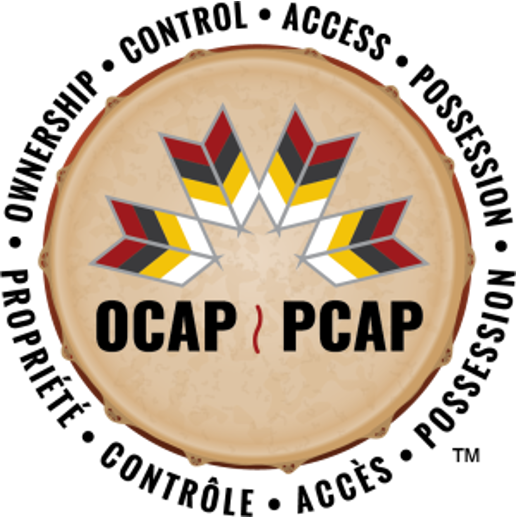 • OWNERSHIP • CONTROL • ACCESS • POSSESSION •
OCAP PCAP
PROPRIÉTÉ • CONTRÔLE • ACCÈS • POSSESSION
TM